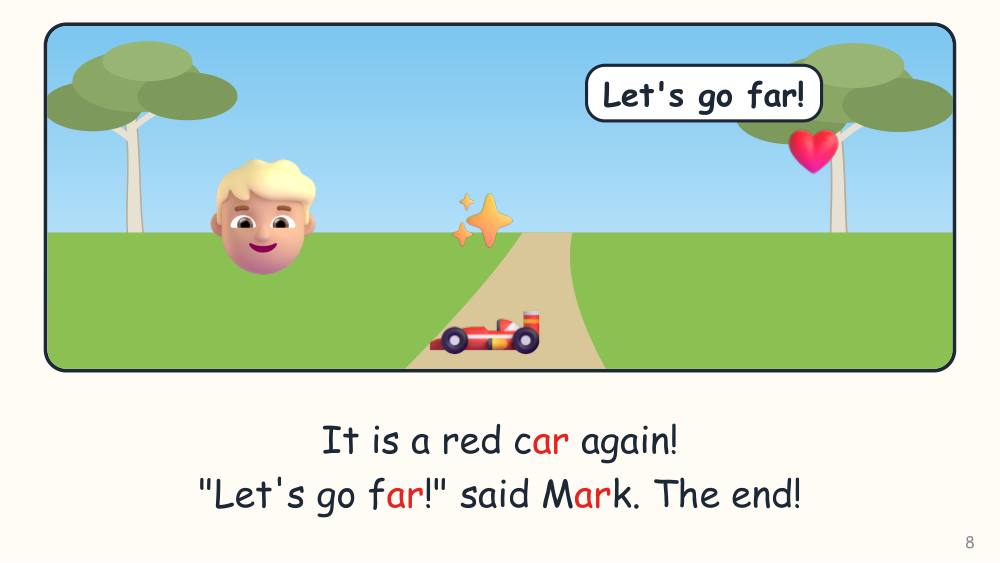 Let's go far!
It is a red car again!
"Let's go far!" said Mark. The end!
8